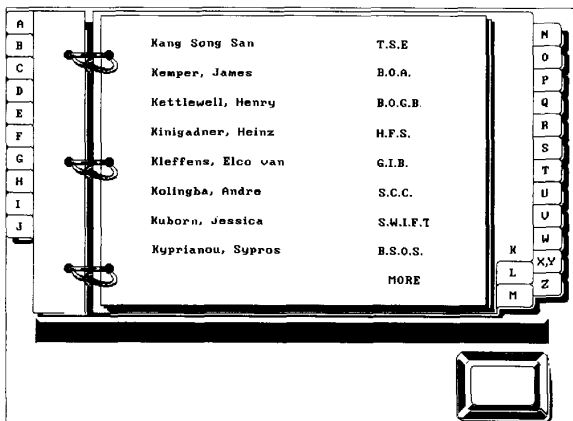 A
B
C
D
E
F
G
H
I
J
Kang Song San T.S.E
Kemper, James B.O.A.
Kettlewell, Henry B.O.G.B.
Kinigadner, Heinz H.F.S.
Kleffens, Elco van G.I.B.
Kolingba, Andre S.C.C.
Kuborn, Jessica S.W.I.F.T
Kyprianou, Sypros B.S.O.S.
MORE
K
L
M
N
O
P
Q
R
S
T
U
V
W
X,Y
Z